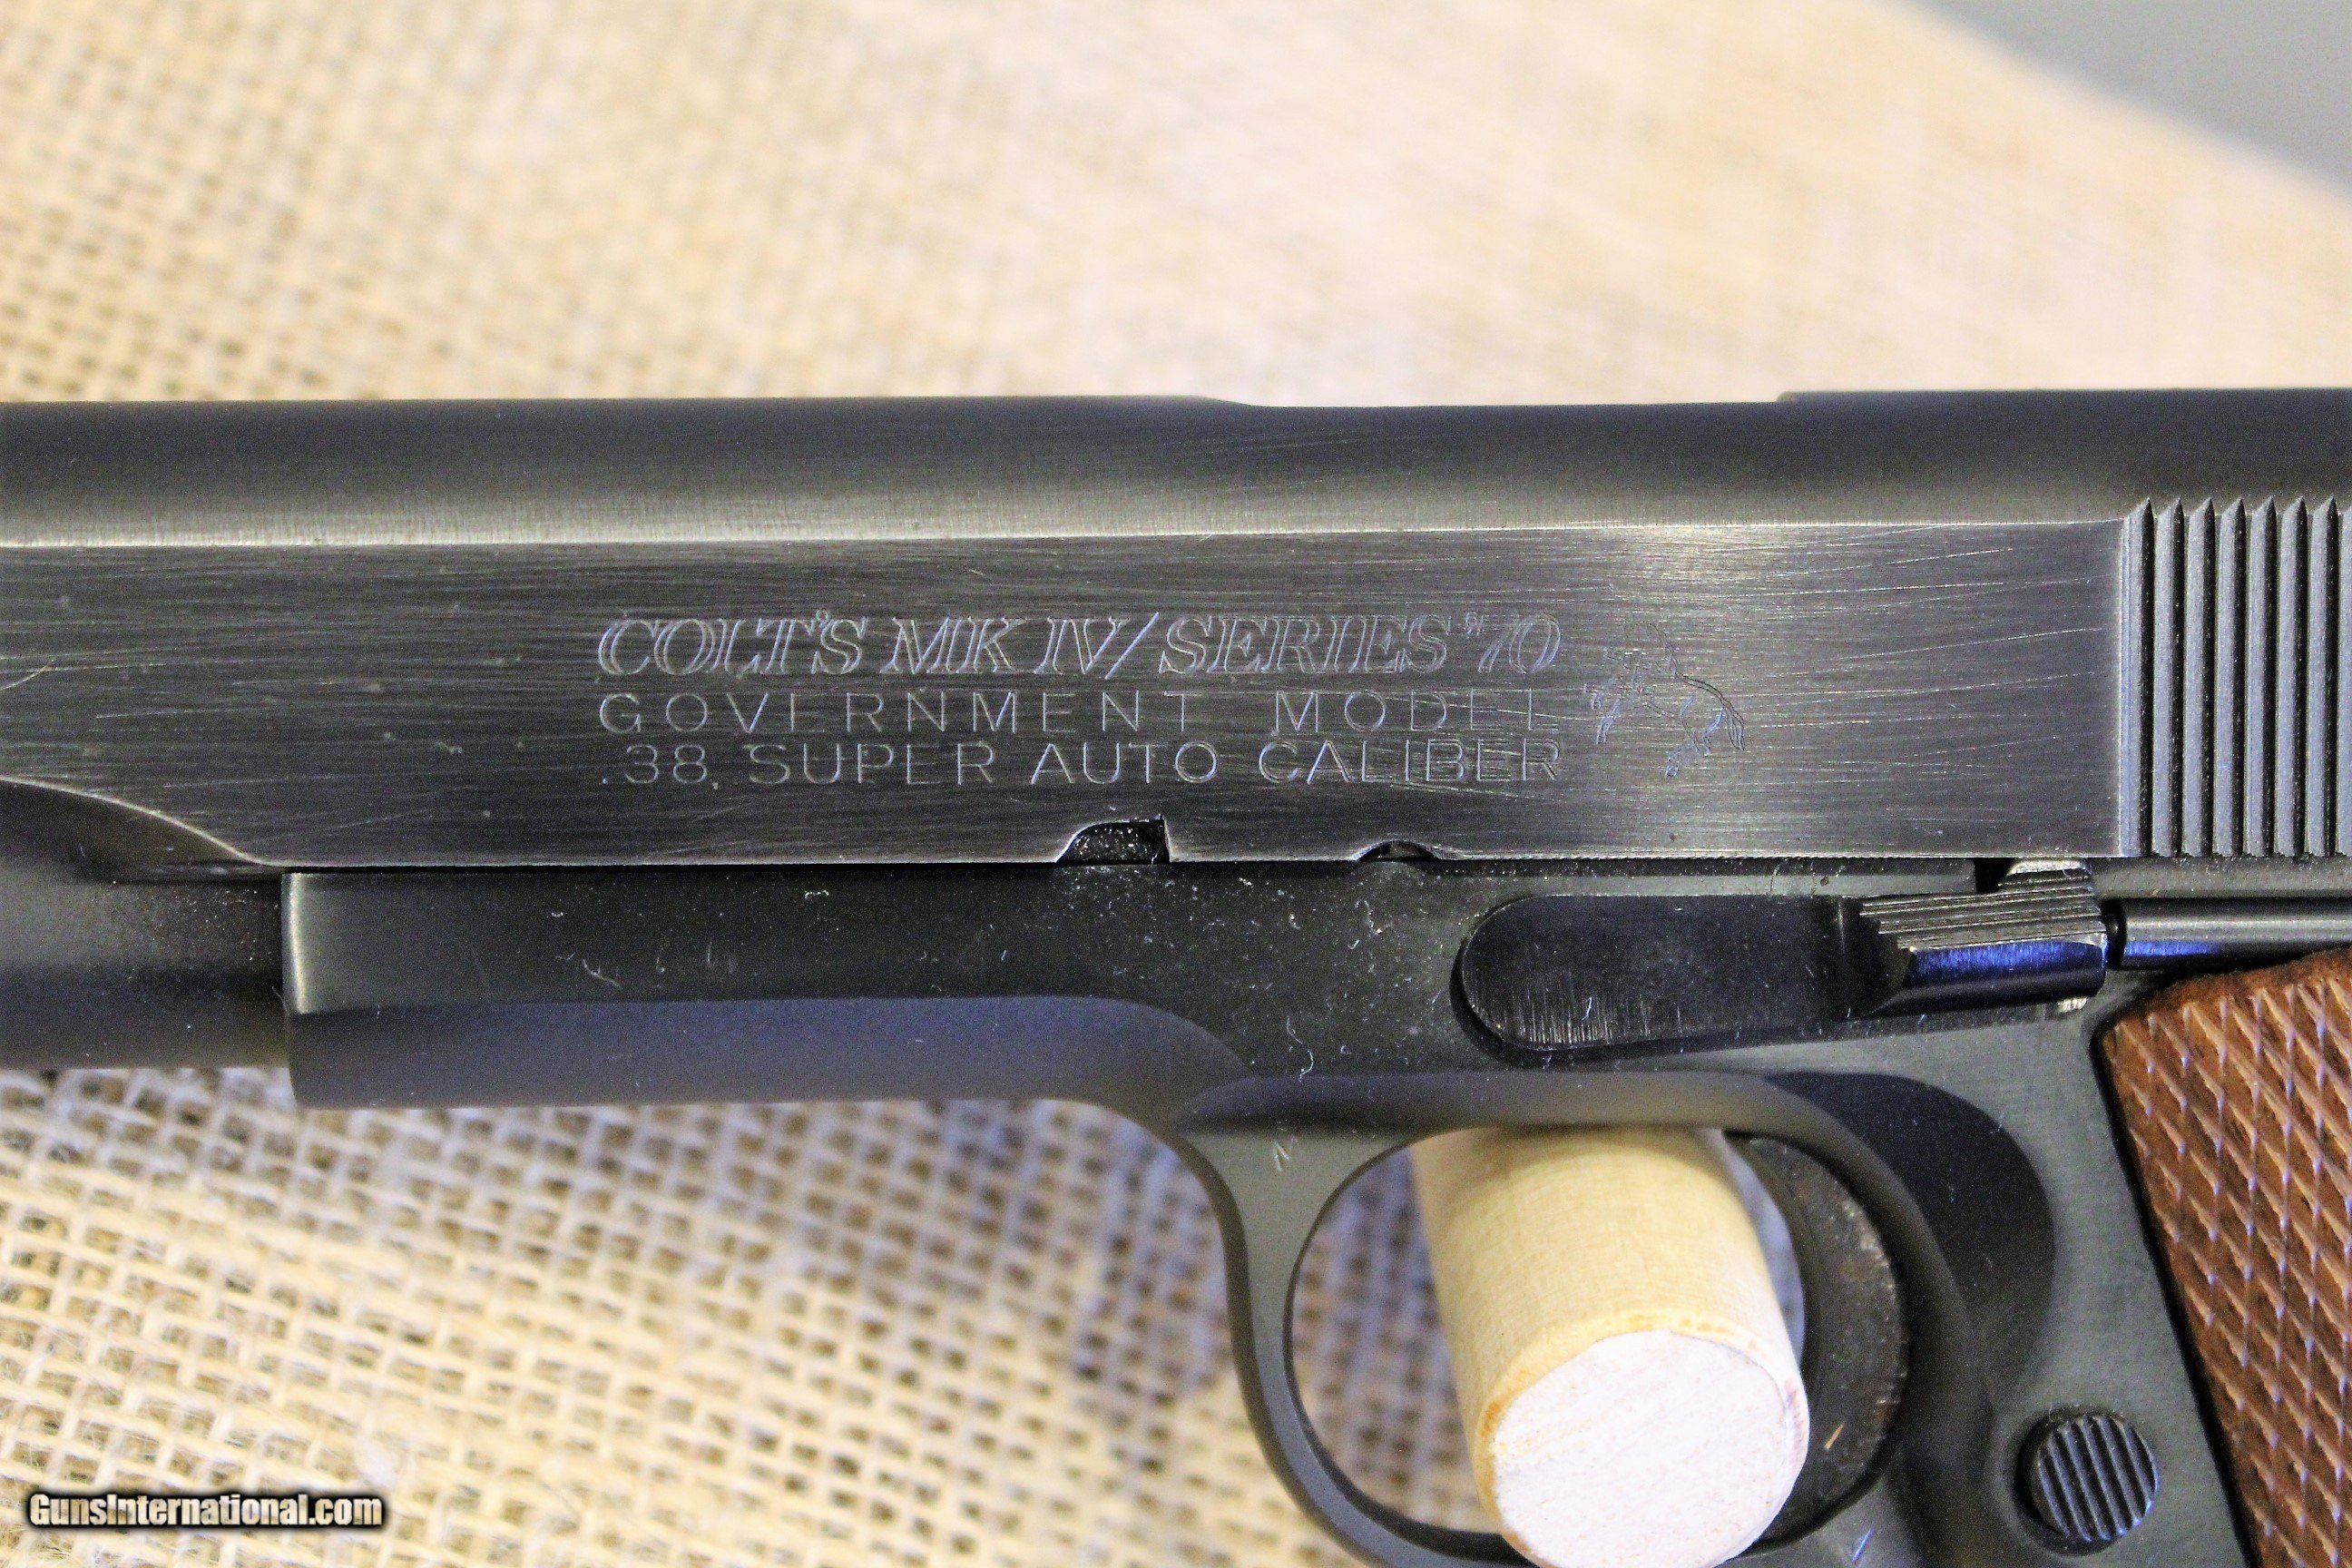 COLT'S MK IV/SERIES '70
GOVERNMENT MODEL
.38. SUPER AUTO CALIBER
GunsInternational.com